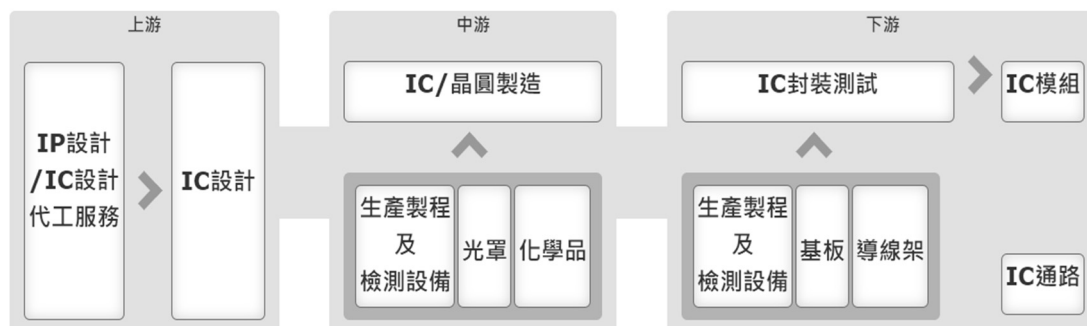 上游
IP設計
/IC設計
代工服務
IC設計
中游
IC/晶圓製造
生產製程
及
檢測設備
光罩
化學品
下游
IC封裝測試
生產製程
及
檢測設備
基板
導線架
IC模組
IC通路